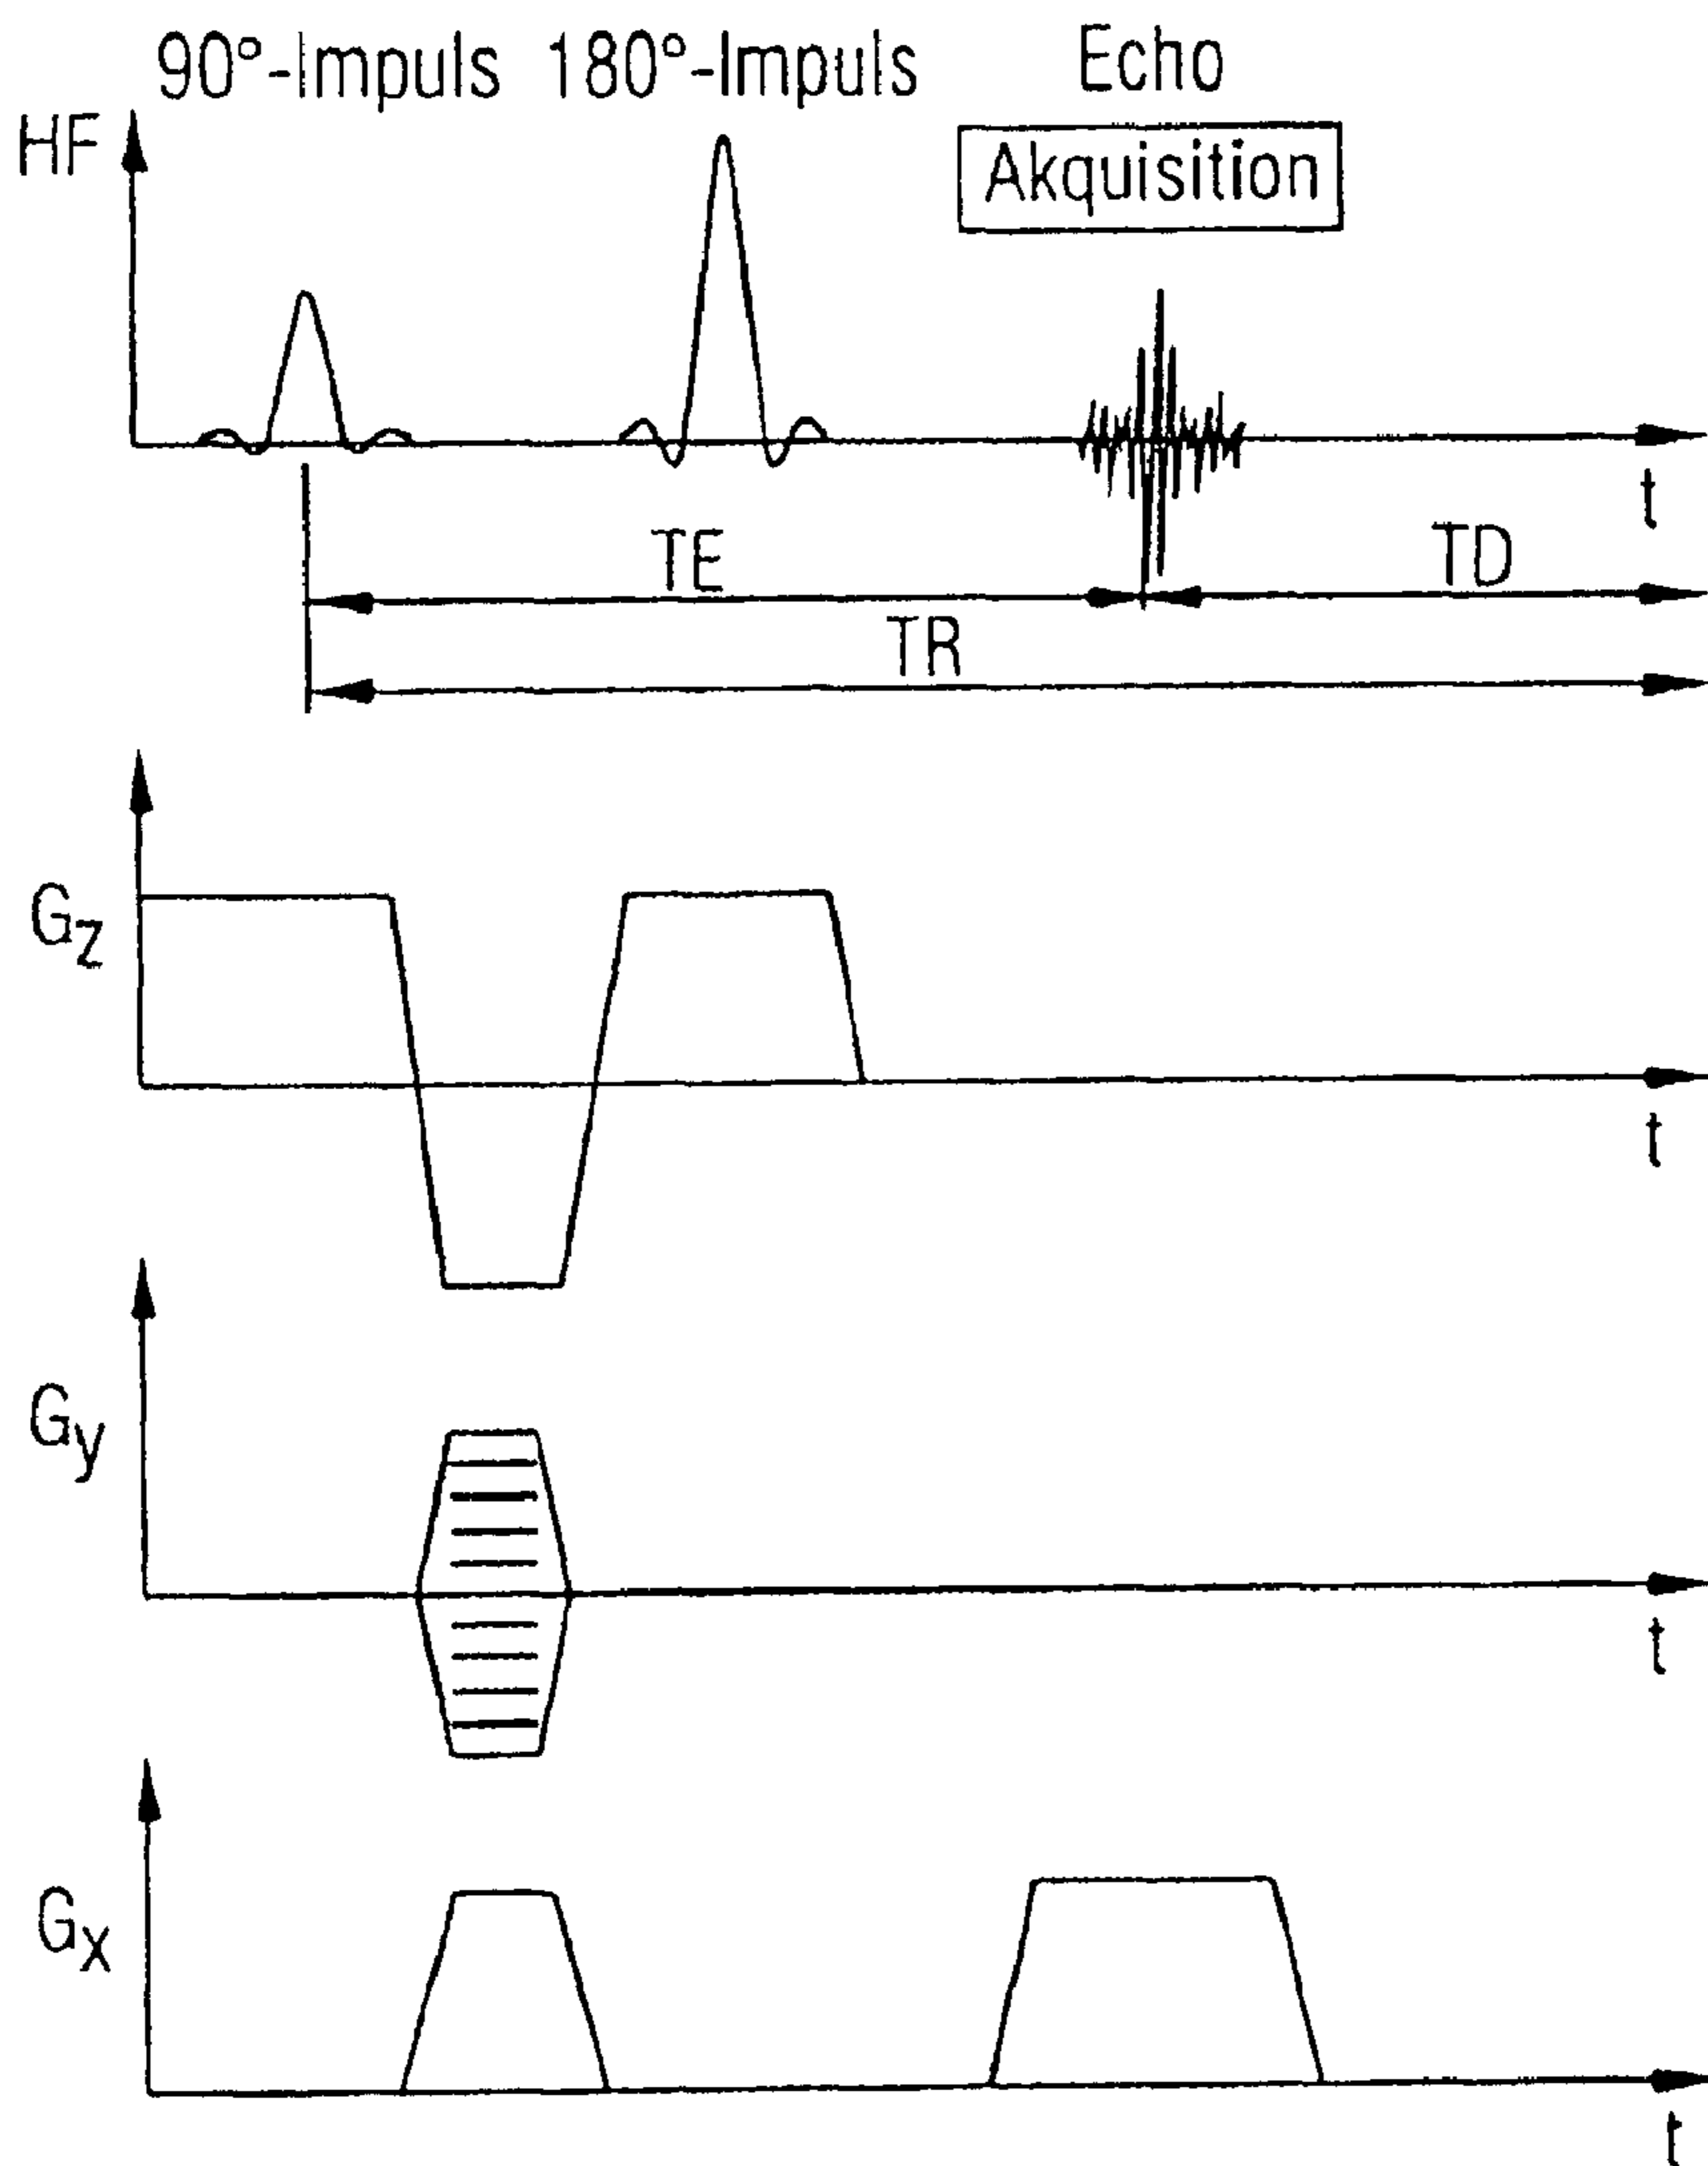 90°-Impuls 180°-Impuls Echo
HF
Akquisition
t
TE
TD
TR
Gz
t
Gy
t
Gx
t